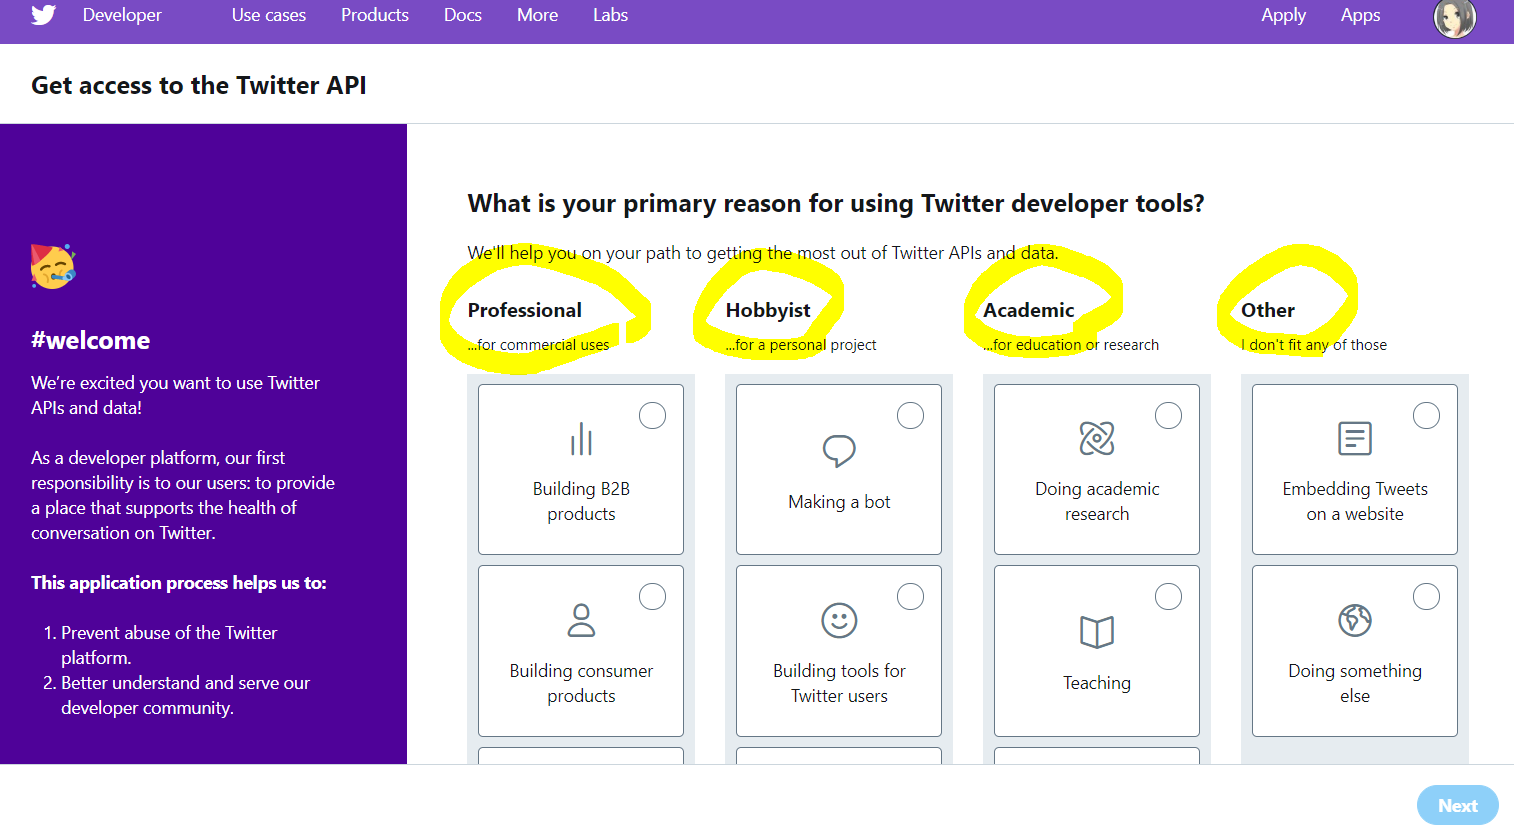 Developer Use cases Products Docs More Labs Apply Apps
Get access to the Twitter API
#welcome
We're excited you want to use Twitter
APIs and data!
As a developer platform, our first
responsibility is to our users: to provide
a place that supports the health of
conversation on Twitter.
This application process helps us to:
1. Prevent abuse of the Twitter
platform.
2. Better understand and serve our
developer community.
What is your primary reason for using Twitter developer tools?
We'll help you on your path to getting the most out of Twitter APIs and data.
Professional
...for commercial uses
Building B2B
products
Building consumer
products
Hobbyist
...for a personal project
Making a bot
Building tools for
Twitter users
Academic
...for education or research
Doing academic
research
Teaching
Other
I don't fit any of those
Embedding Tweets
on a website
Doing something
else
Next